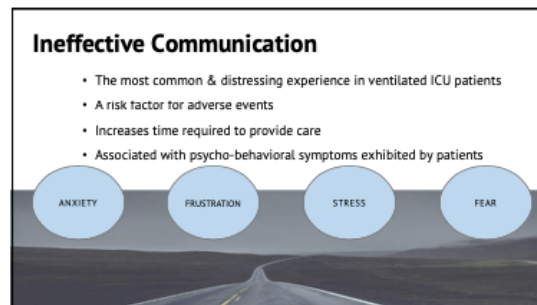 Ineffective Communication
• The most common & distressing experience in ventilated ICU patients
• A risk factor for adverse events
• Increases time required to provide care
• Associated with psycho-behavioral symptoms exhibited by patients
ANXIETY
FRUSTRATION
STRESS
FEAR